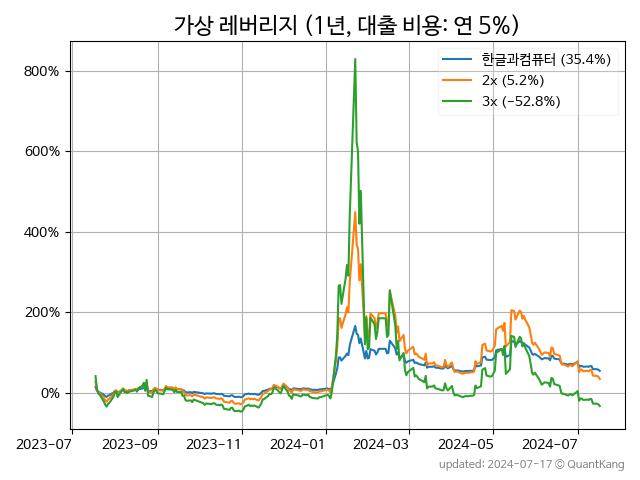 가상 레버리지 (1년, 대출 비용: 연 5%)
한글과컴퓨터 (35.4%)
2x (5.2%)
3x (−52.8%)
800%
600%
400%
200%
0%
2023-07 2023-09 2023-11 2024-01 2024-03 2024-05 2024-07
updated: 2024-07-17 © QuantKang